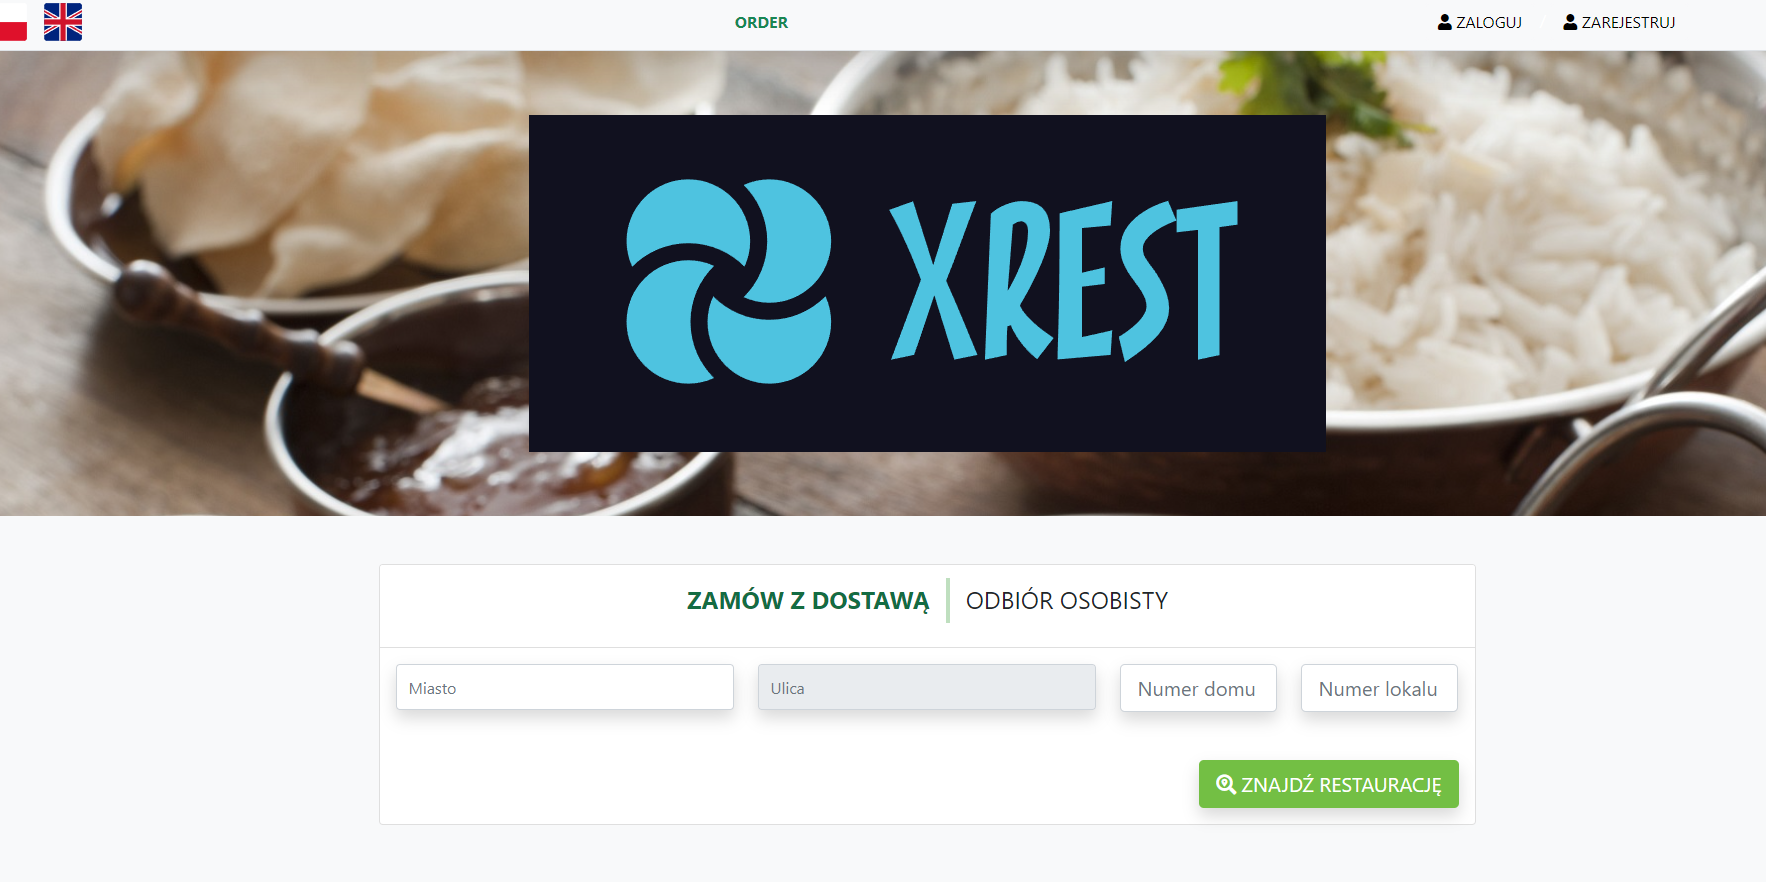 ORDER
ZALOGUJ
ZAREJESTRUJ
XREST
ZAMÓW Z DOSTAWĄ
ODBIÓR OSOBISTY
Miasto
Ulica
Numer domu
Numer lokalu
ZNAJDŹ RESTAURACJĘ